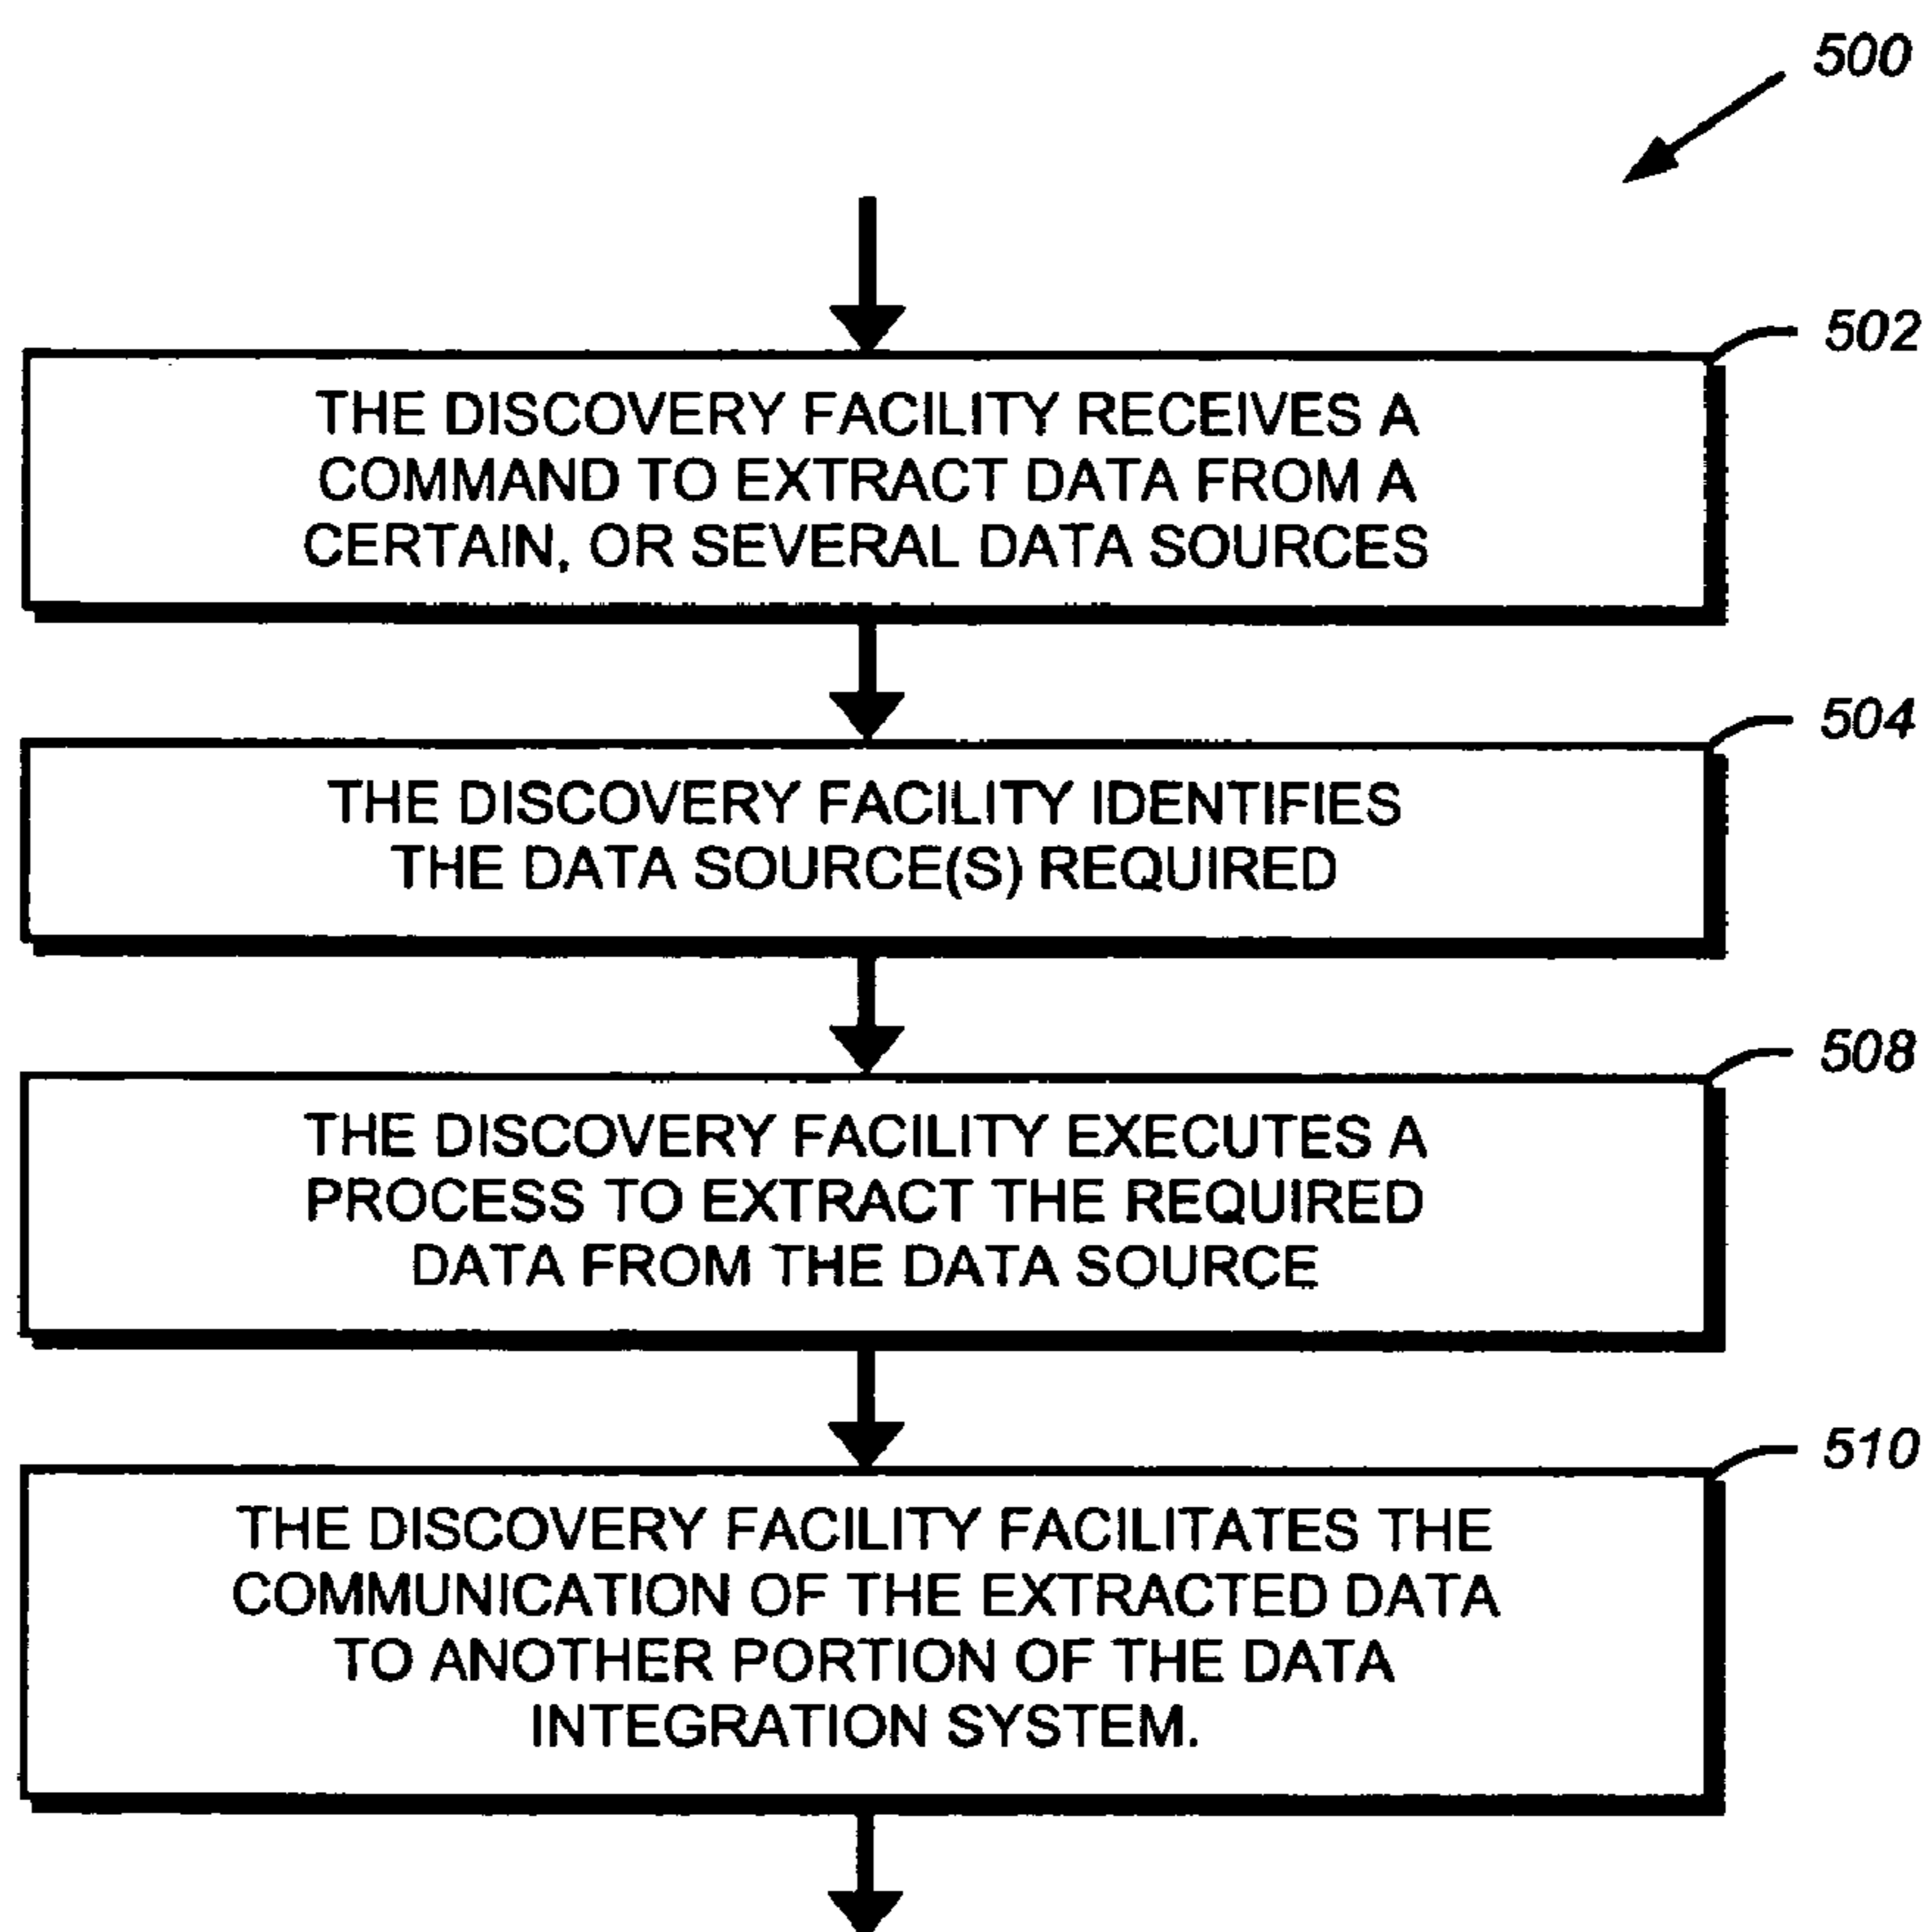 500
502
THE DISCOVERY FACILITY RECEIVES A
COMMAND TO EXTRACT DATA FROM A
CERTAIN, OR SEVERAL DATA SOURCES
504
THE DISCOVERY FACILITY IDENTIFIES
THE DATA SOURCE(S) REQUIRED
508
THE DISCOVERY FACILITY EXECUTES A
PROCESS TO EXTRACT THE REQUIRED
DATA FROM THE DATA SOURCE
510
THE DISCOVERY FACILITY FACILITATES THE
COMMUNICATION OF THE EXTRACTED DATA
TO ANOTHER PORTION OF THE DATA
INTEGRATION SYSTEM.